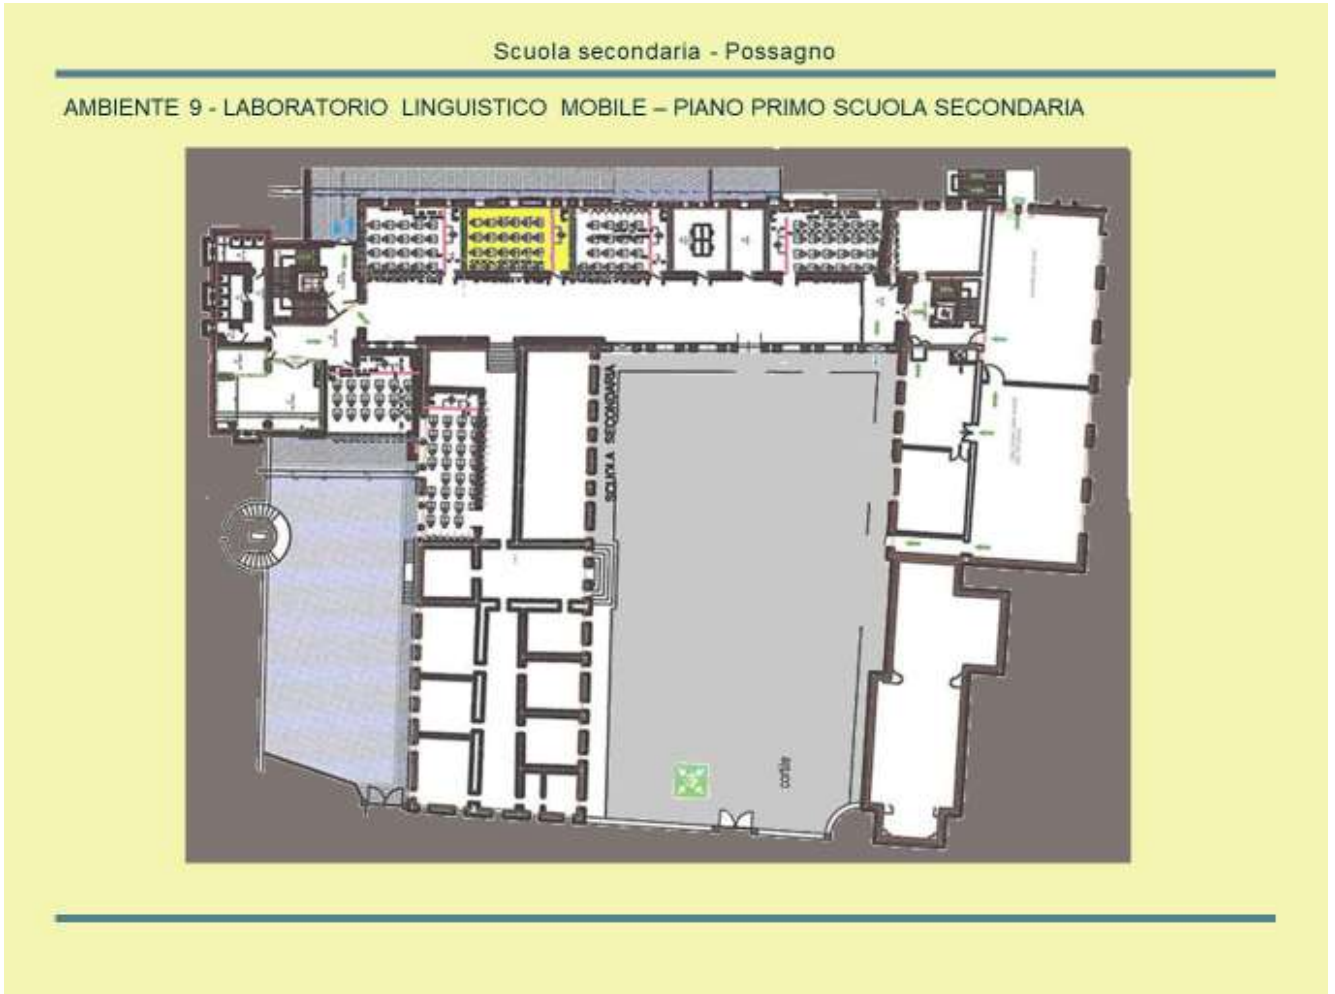 Scuola secondaria - Possagno
AMBIENTE 9 - LABORATORIO LINGUISTICO MOBILE – PIANO PRIMO SCUOLA SECONDARIA
SCUOLA SECONDARIA
cortile